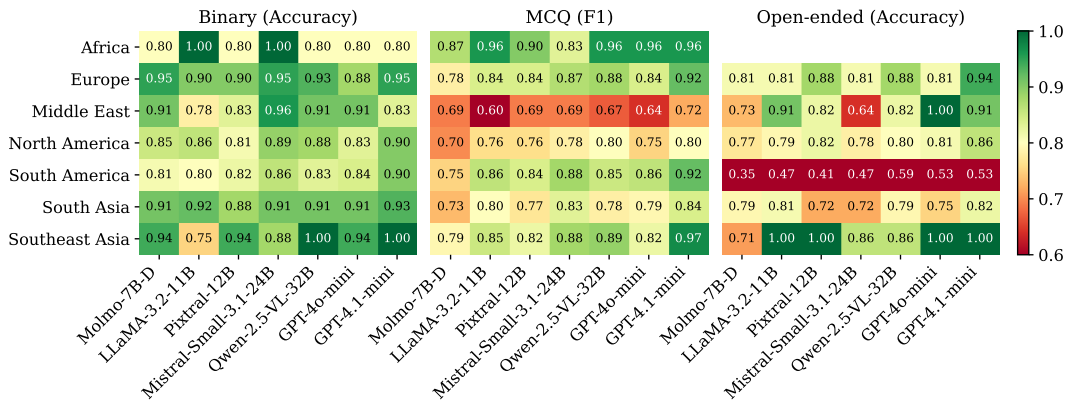 Binary (Accuracy) MCQ (F1) Open-ended (Accuracy)
Africa 0.80 1.00 0.80 1.00 0.80 0.80 0.80 0.87 0.96 0.90 0.83 0.96 0.96 0.96 1.0
Europe 0.95 0.90 0.90 0.95 0.93 0.88 0.95 0.78 0.84 0.84 0.87 0.88 0.84 0.92 0.81 0.81 0.88 0.81 0.88 0.81 0.94 0.9
Middle East 0.91 0.78 0.83 0.96 0.91 0.91 0.83 0.69 0.60 0.69 0.69 0.67 0.64 0.72 0.73 0.91 0.82 0.64 0.82 1.00 0.91
North America 0.85 0.86 0.81 0.89 0.88 0.83 0.90 0.70 0.76 0.76 0.78 0.80 0.75 0.80 0.77 0.79 0.82 0.78 0.80 0.81 0.86 0.8
South America 0.81 0.80 0.82 0.86 0.83 0.84 0.90 0.75 0.86 0.84 0.88 0.85 0.86 0.92 0.35 0.47 0.41 0.47 0.59 0.53 0.53
South Asia 0.91 0.92 0.88 0.91 0.91 0.91 0.93 0.73 0.80 0.77 0.83 0.78 0.79 0.84 0.79 0.81 0.72 0.72 0.79 0.75 0.82 0.7
Southeast Asia 0.94 0.75 0.94 0.88 1.00 0.94 1.00 0.79 0.85 0.82 0.88 0.89 0.82 0.97 0.71 1.00 1.00 0.86 0.86 1.00 1.00 0.6
Molmo-7B-D
LLaMA-3.2-11B
Pixtral-12B
Mistral-Small-3.1-24B
Qwen-2.5-VL-32B
GPT-4o-mini
GPT-4.1-mini
Molmo-7B-D
LLaMA-3.2-11B
Pixtral-12B
Mistral-Small-3.1-24B
Qwen-2.5-VL-32B
GPT-4o-mini
GPT-4.1-mini
Molmo-7B-D
LLaMA-3.2-11B
Pixtral-12B
Mistral-Small-3.1-24B
Qwen-2.5-VL-32B
GPT-4o-mini
GPT-4.1-mini